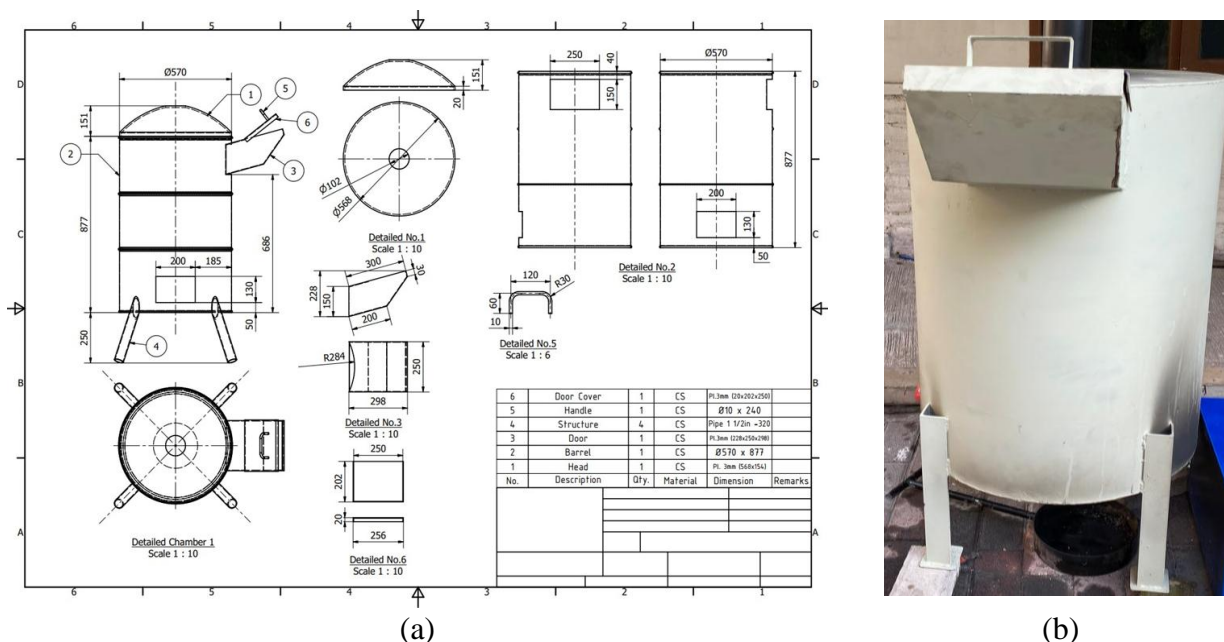 6 5 4 3 2 1
D
Ø570
151
1
5
6
2
3
877
686
200
185
130
50
250
4
Detailed Chamber 1
Scale 1 : 10
151
20
Ø102
Ø568
Detailed No.1
Scale 1 : 10
300
30
228
150
200
R284
250
298
Detailed No.3
Scale 1 : 10
250
202
20
256
Detailed No.6
Scale 1 : 10
250
40
150
Ø570
877
200
130
50
Detailed No.2
Scale 1 : 10
120
R30
60
10
Detailed No.5
Scale 1 : 6
6 Door Cover 1 CS Pl.3mm (20x202x250)
5 Handle 1 CS Ø10 x 240
4 Structure 4 CS Pipe 1 1/2in -320
3 Door 1 CS Pl.3mm (228x250x298)
2 Barrel 1 CS Ø570 x 877
1 Head 1 CS Pl. 3mm (568x154)
No. Description Qty. Material Dimension Remarks
D
C
B
A
D
C
B
A
6 5 4 3 2 1
(a)
(b)